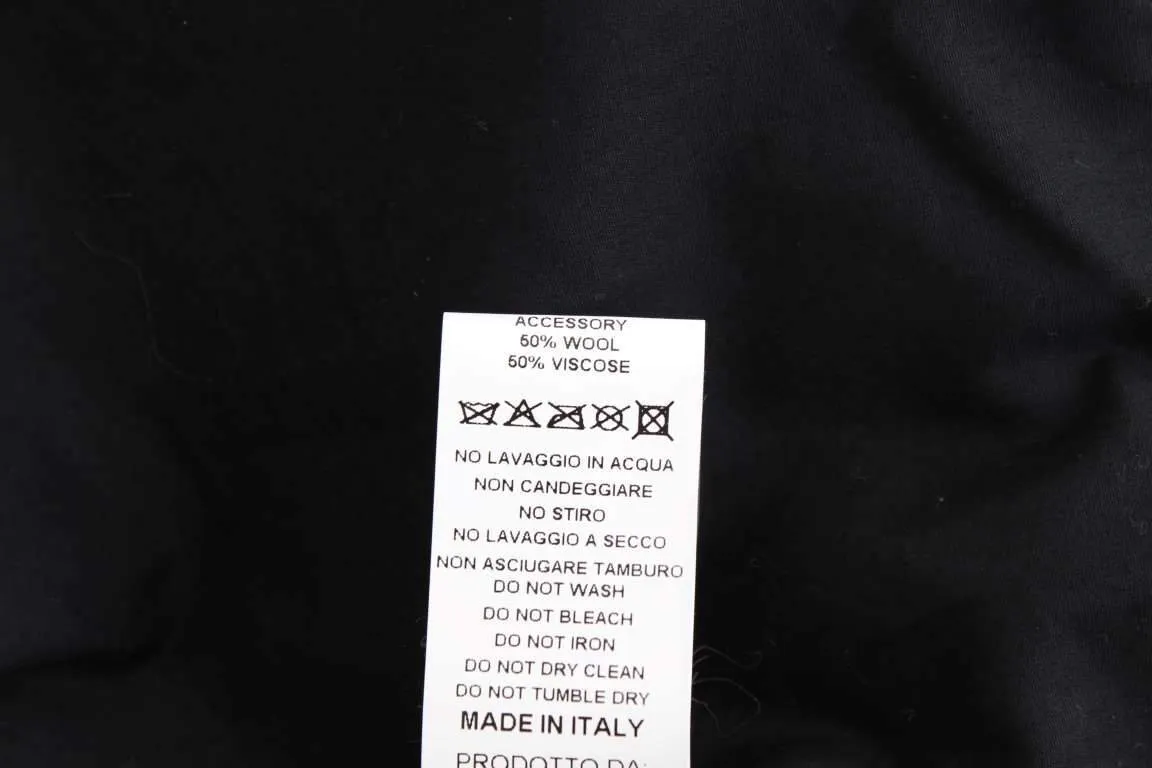 ACCESSORY
50% WOOL
50% VISCOSE
NO LAVAGGIO IN ACQUA
NON CANDEGGIARE
NO STIRO
NO LAVAGGIO A SECCO
NON ASCIUGARE TAMBURO
DO NOT WASH
DO NOT BLEACH
DO NOT IRON
DO NOT DRY CLEAN
DO NOT TUMBLE DRY
MADE IN ITALY
PRODOTTO DA: